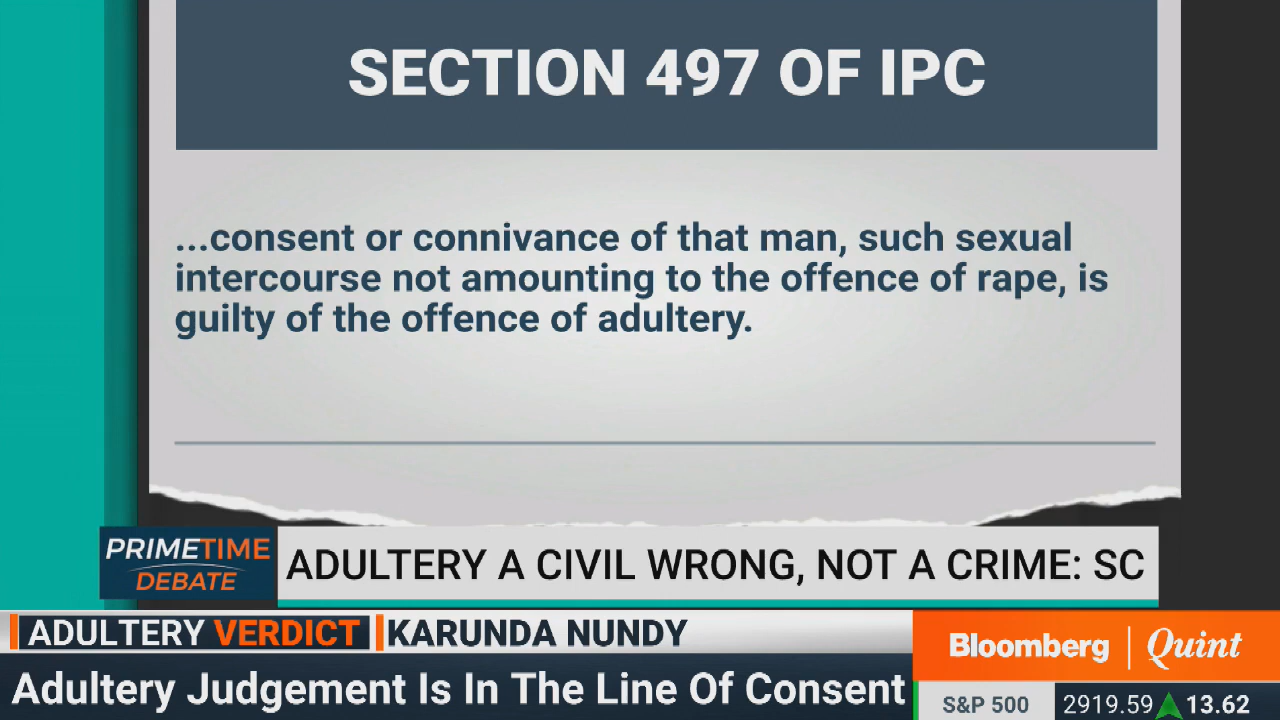 SECTION 497 OF IPC
...consent or connivance of that man, such sexual
intercourse not amounting to the offence of rape, is
guilty of the offence of adultery.
PRIMETIME
DEBATE
ADULTERY A CIVIL WRONG, NOT A CRIME: SC
ADULTERY VERDICT
KARUNDA NUNDY
Bloomberg | Quint
Adultery Judgement Is In The Line Of Consent
S&P 500 2919.59 13.62